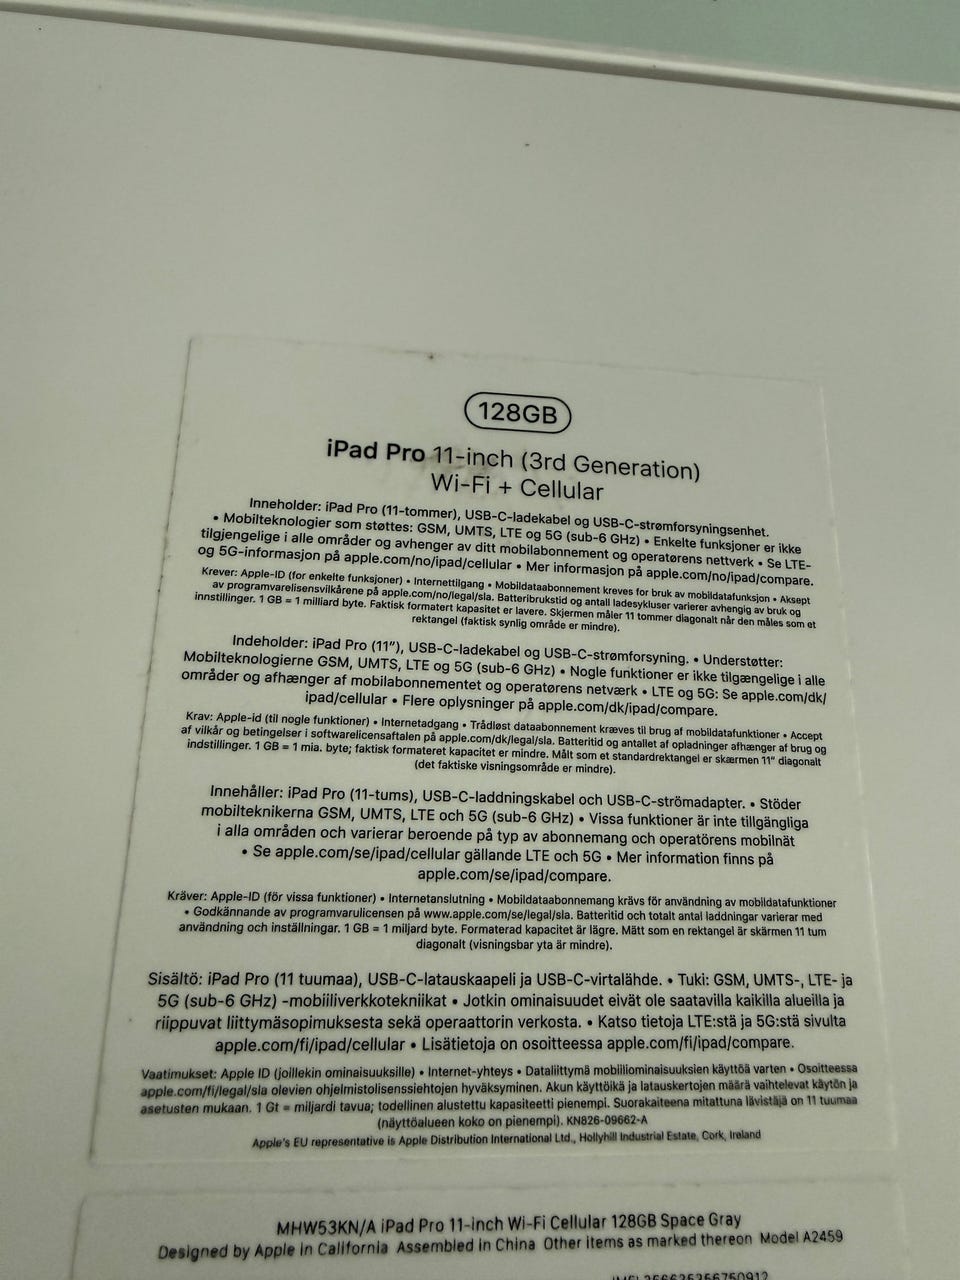 128GB
iPad Pro 11-inch (3rd Generation)
Wi-Fi + Cellular
Inneholder: iPad Pro (11-tommer), USB-C-ladekabel og USB-C-strømforsyningsenhet.
• Mobilteknologier som støttes: GSM, UMTS, LTE og 5G (sub-6 GHz) • Enkelte funksjoner er ikke
tilgjengelige i alle områder og avhenger av ditt mobilabonnement og operatørens nettverk • Se LTE-
og 5G-informasjon på apple.com/no/ipad/cellular • Mer informasjon på apple.com/no/ipad/compare.
Krever: Apple-ID (for enkelte funksjoner) • Internettilgang • Mobildataabonnement kreves for bruk av mobildatafunksjon • Aksept
av programvarelisensvilkårene på apple.com/no/legal/sla. Batteribrukstid og antall ladesykluser varierer avhengig av bruk og
innstillinger. 1 GB = 1 milliard byte. Faktisk formatert kapasitet er lavere. Skjermen måler 11 tommer diagonalt når den måles som et
rektangel (faktisk synlig område er mindre).
Indeholder: iPad Pro (11″), USB-C-ladekabel og USB-C-strømforsyning. • Understøtter:
Mobilteknologierne GSM, UMTS, LTE og 5G (sub-6 GHz) • Nogle funktioner er ikke tilgængelige i alle
områder og afhænger af mobilabonnementet og operatørens netværk • LTE og 5G: Se apple.com/dk/
ipad/cellular • Flere oplysninger på apple.com/dk/ipad/compare.
Krav: Apple-id (til nogle funktioner) • Internetadgang • Trådløst dataabonnement kræves til brug af mobildatafunktioner • Accept
af vilkår og betingelser i softwarelicensaftalen på apple.com/dk/legal/sla. Batteritid og antallet af opladninger afhænger af brug og
indstillinger. 1 GB = 1 mia. byte; faktisk formateret kapacitet er mindre. Målt som et standardrektangel er skærmen 11″ diagonalt
(det faktiske visningsområde er mindre).
Innehåller: iPad Pro (11-tums), USB-C-laddningskabel och USB-C-strömadapter. • Stöder
mobilteknikerna GSM, UMTS, LTE och 5G (sub-6 GHz) • Vissa funktioner är inte tillgängliga
i alla områden och varierar beroende på typ av abonnemang och operatörens mobilnät
• Se apple.com/se/ipad/cellular gällande LTE och 5G • Mer information finns på
apple.com/se/ipad/compare.
Kräver: Apple-ID (för vissa funktioner) • Internetanslutning • Mobildataabonnemang krävs för användning av mobildatafunktioner
• Godkännande av programvarulicensen på www.apple.com/se/legal/sla. Batteritid och totalt antal laddningar varierar med
användning och inställningar. 1 GB = 1 miljard byte. Formaterad kapacitet är lägre. Mätt som en rektangel är skärmen 11 tum
diagonalt (visningsbar yta är mindre).
Sisältö: iPad Pro (11 tuumaa), USB-C-latauskaapeli ja USB-C-virtalähde. • Tuki: GSM, UMTS-, LTE- ja
5G (sub-6 GHz) -mobiiliverkkotekniikat • Jotkin ominaisuudet eivät ole saatavilla kaikilla alueilla ja
riippuvat liittymäsopimuksesta sekä operaattorin verkosta. • Katso tietoja LTE:stä ja 5G:stä sivulta
apple.com/fi/ipad/cellular • Lisätietoja on osoitteessa apple.com/fi/ipad/compare.
Vaatimukset: Apple ID (joillekin ominaisuuksille) • Internet-yhteys • Dataliittymä mobiiliominaisuuksien käyttöä varten • Osoitteessa
apple.com/fi/legal/sla olevien ohjelmistolisenssiehtojen hyväksyminen. Akun käyttöikä ja latauskertojen määrä vaihtelevat käytön ja
asetusten mukaan. 1 Gt = miljardi tavua; todellinen alustettu kapasiteetti pienempi. Suorakaiteena mitattuna lävistäjä on 11 tuumaa
(näyttöalueen koko on pienempi). KN826-09662-A
Apple's EU representative is Apple Distribution International Ltd., Hollyhill Industrial Estate, Cork, Ireland
MHW53KN/A iPad Pro 11-inch Wi-Fi Cellular 128GB Space Gray
Designed by Apple in California Assembled in China Other items as marked thereon Model A2459